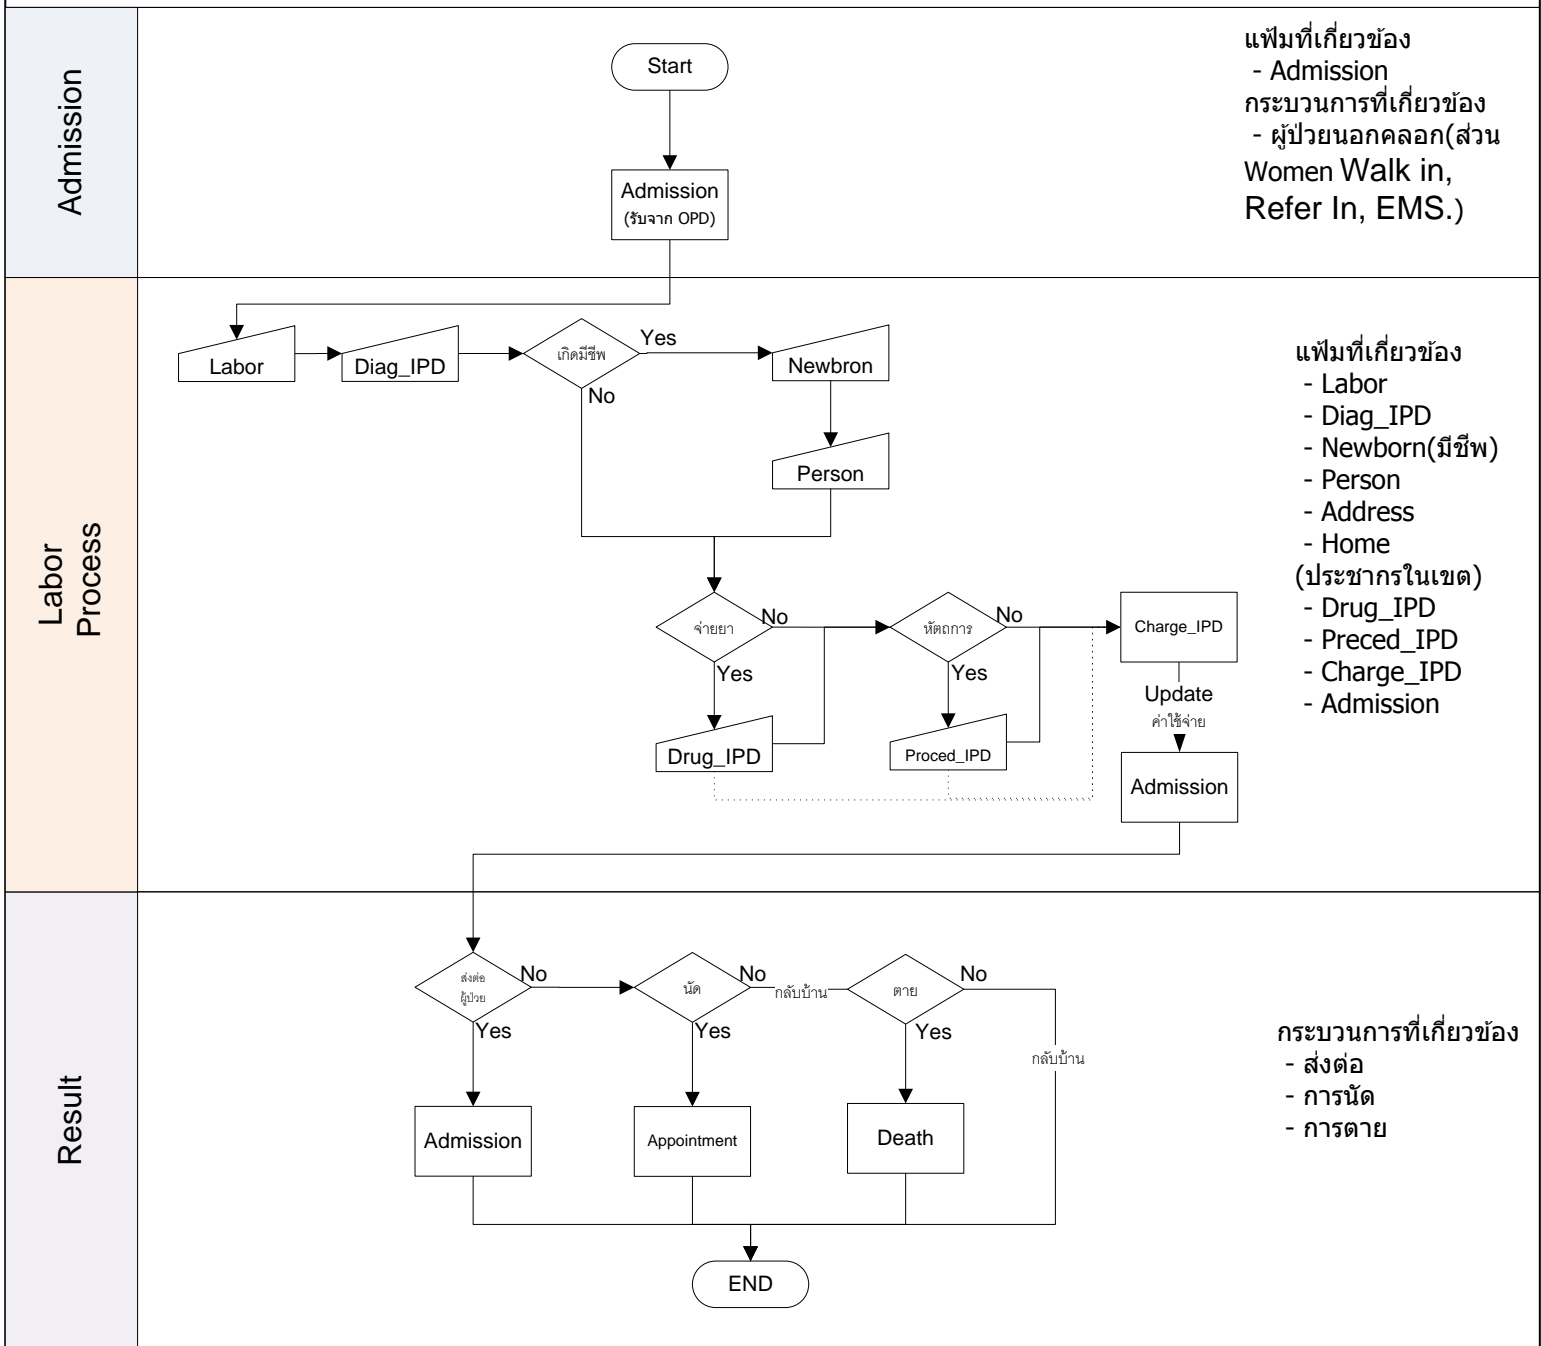 Admission
Start
Admission
(รับจาก OPD)
แฟ้มที่เกี่ยวข้อง
- Admission
กระบวนการที่เกี่ยวข้อง
- ผู้ป่วยนอกคลอก(ส่วน
Women Walk in,
Refer In, EMS.)
Labor
Process
Labor
Diag_IPD
เกิดมีชีพ
Yes
No
Newbron
Person
จ่ายยา
No
Yes
Drug_IPD
หัตถการ
No
Yes
Proced_IPD
Charge_IPD
Update
ค่าใช้จ่าย
Admission
แฟ้มที่เกี่ยวข้อง
- Labor
- Diag_IPD
- Newborn(มีชีพ)
- Person
- Address
- Home
(ประชากรในเขต)
- Drug_IPD
- Preced_IPD
- Charge_IPD
- Admission
Result
ส่งต่อ
ผู้ป่วย
No
Yes
Admission
นัด
No
Yes
Appointment
กลับบ้าน
ตาย
No
Yes
Death
กลับบ้าน
END
กระบวนการที่เกี่ยวข้อง
- ส่งต่อ
- การนัด
- การตาย